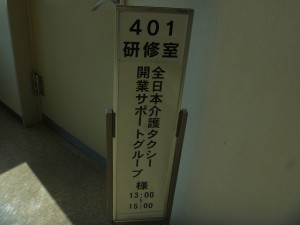 401
研修室
全日本介護タクシー
開業サポートグループ 様
13:00
~
15:00